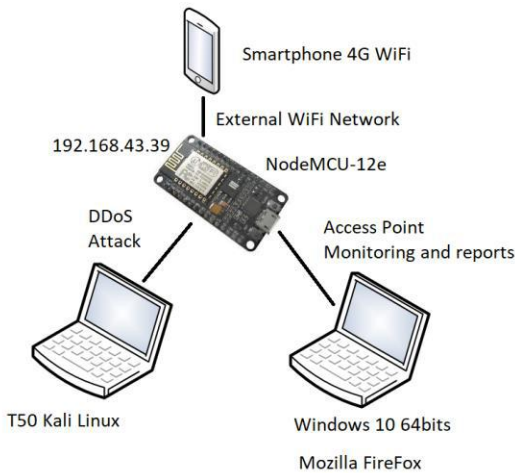 Smartphone 4G WiFi
External WiFi Network
192.168.43.39
NodeMCU-12e
DDoS
Attack
Access Point
Monitoring and reports
T50 Kali Linux
Windows 10 64bits
Mozilla FireFox